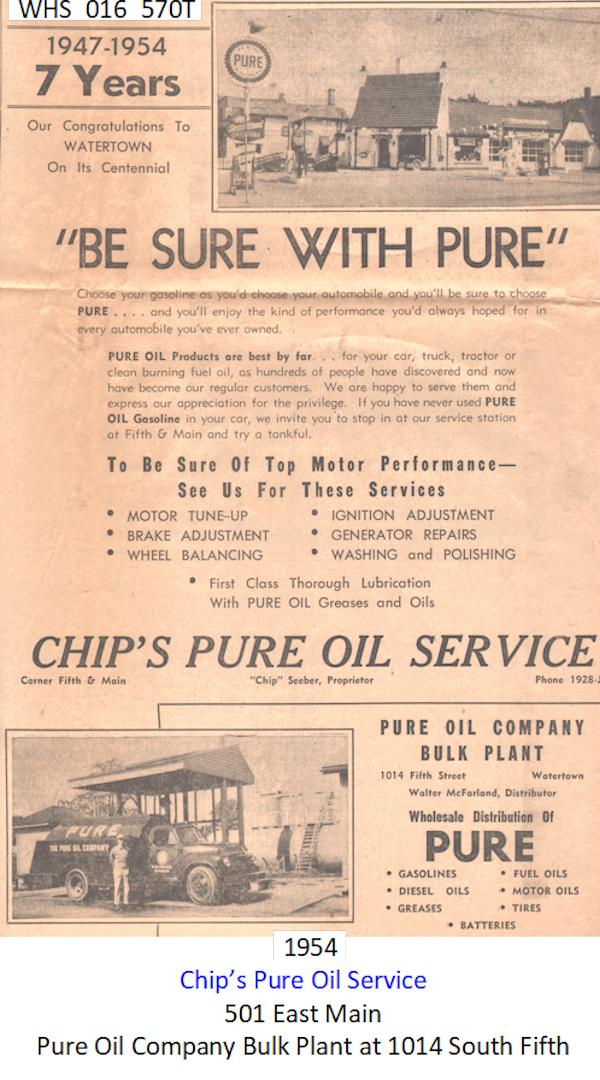 WHS 016 570T
1947-1954
7 Years
Our Congratulations To
WATERTOWN
On Its Centennial
PURE
"BE SURE WITH PURE"
Choose your gasoline as you'd choose your automobile and you'll be sure to choose
PURE . . . . and you'll enjoy the kind of performance you'd always hoped for in
every automobile you've ever owned.
PURE OIL Products are best by far. . . for your car, truck, tractor or
clean burning fuel oil, as hundreds of people have discovered and now
have become our regular customers. We are happy to serve them and
express our appreciation for the privilege. If you have never used PURE
OIL Gasoline in your car, we invite you to stop in at our service station
at Fifth & Main and try a tankful.
To Be Sure Of Top Motor Performance—
See Us For These Services
• MOTOR TUNE-UP • IGNITION ADJUSTMENT
• BRAKE ADJUSTMENT • GENERATOR REPAIRS
• WHEEL BALANCING • WASHING and POLISHING
• First Class Thorough Lubrication
With PURE OIL Greases and Oils
CHIP'S PURE OIL SERVICE
Corner Fifth & Main "Chip" Seeber, Proprietor Phone 1928-J
PURE
THE PURE OIL COMPANY
PURE OIL COMPANY
BULK PLANT
1014 Fifth Street Watertown
Walter McFarland, Distributor
Wholesale Distribution Of
PURE
• GASOLINES • FUEL OILS
• DIESEL OILS • MOTOR OILS
• GREASES • TIRES
• BATTERIES
1954
Chip's Pure Oil Service
501 East Main
Pure Oil Company Bulk Plant at 1014 South Fifth